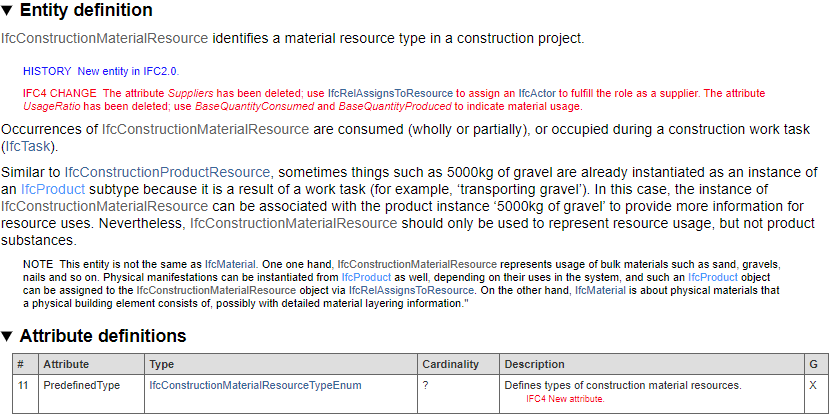 ▼ Entity definition
IfcConstructionMaterialResource identifies a material resource type in a construction project.
HISTORY New entity in IFC2.0.
IFC4 CHANGE The attribute Suppliers has been deleted; use IfcRelAssignsToResource to assign an IfcActor to fulfill the role as a supplier. The attribute
UsageRatio has been deleted; use BaseQuantityConsumed and BaseQuantityProduced to indicate material usage.
Occurrences of IfcConstructionMaterialResource are consumed (wholly or partially), or occupied during a construction work task
(IfcTask).
Similar to IfcConstructionProductResource, sometimes things such as 5000kg of gravel are already instantiated as an instance of
an IfcProduct subtype because it is a result of a work task (for example, ‘transporting gravel’). In this case, the instance of
IfcConstructionMaterialResource can be associated with the product instance ‘5000kg of gravel’ to provide more information for
resource uses. Nevertheless, IfcConstructionMaterialResource should only be used to represent resource usage, but not product
substances.
NOTE This entity is not the same as IfcMaterial. One one hand, IfcConstructionMaterialResource represents usage of bulk materials such as sand, gravels,
nails and so on. Physical manifestations can be instantiated from IfcProduct as well, depending on their uses in the system, and such an IfcProduct object
can be assigned to the IfcConstructionMaterialResource object via IfcRelAssignsToResource. On the other hand, IfcMaterial is about physical materials that
a physical building element consists of, possibly with detailed material layering information."
▼ Attribute definitions
# Attribute Type Cardinality Description G
11 PredefinedType IfcConstructionMaterialResourceTypeEnum ? Defines types of construction material resources. X
IFC4 New attribute.